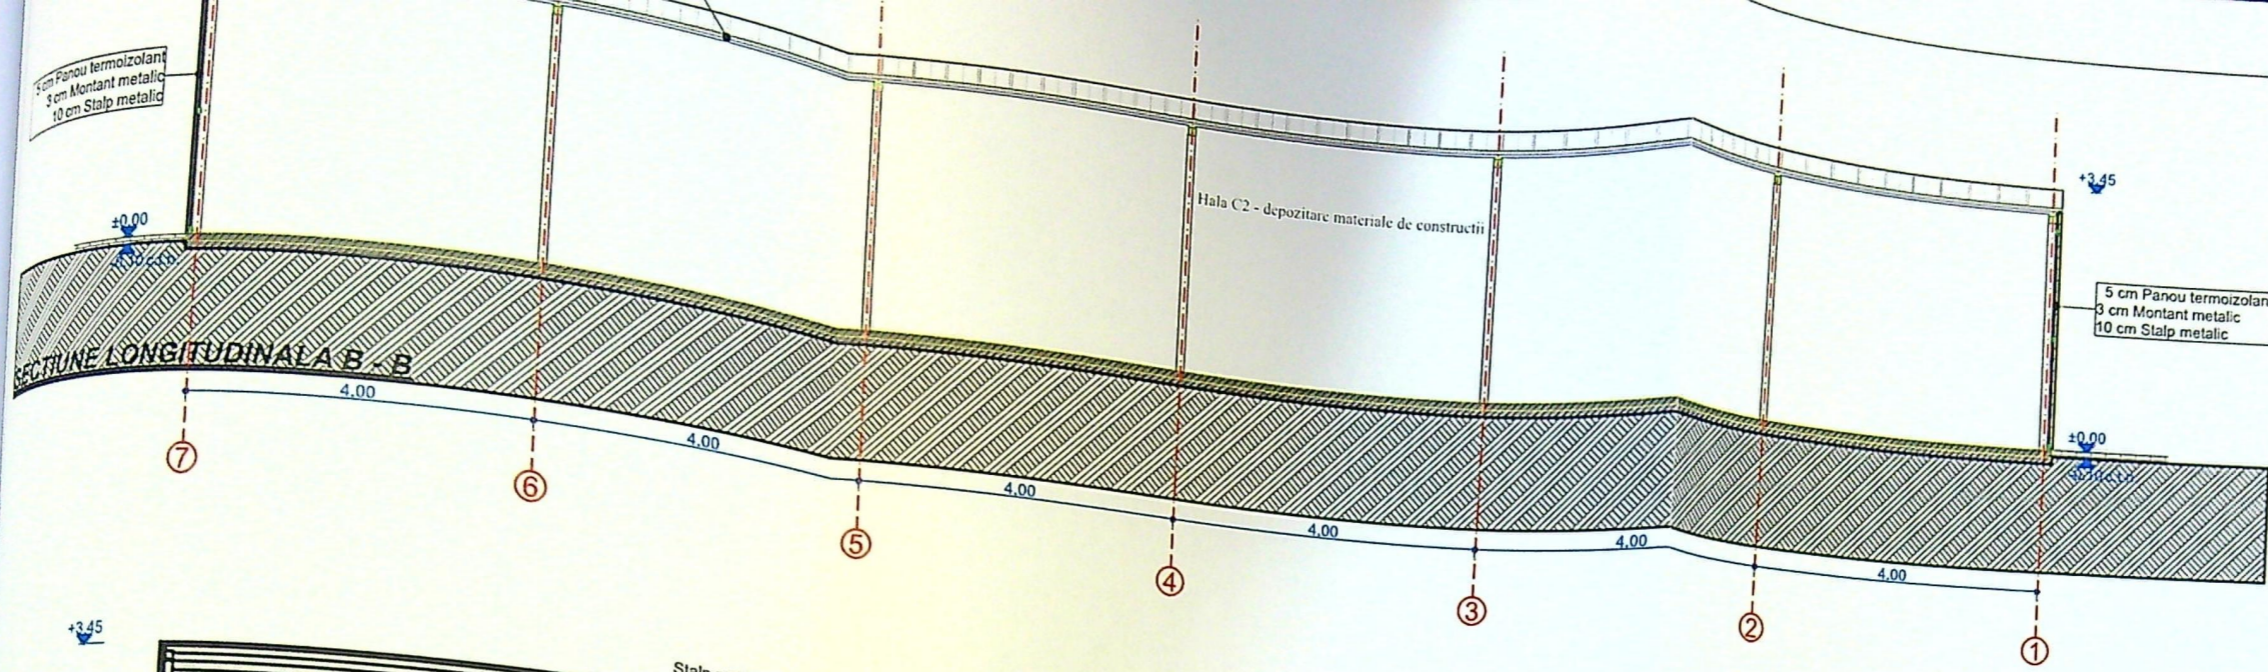 5 cm Panou termoizolant
3 cm Montant metalic
10 cm Stalp metalic
+3.45
Hala C2 - depozitare materiale de constructii
±0.00
5 cm Panou termoizolan
3 cm Montant metalic
10 cm Stalp metalic
±0.00
SECTIUNE LONGITUDINALA B - B
4.00
4.00
4.00
4.00
4.00
4.00
7
6
5
4
3
2
1
+3.45